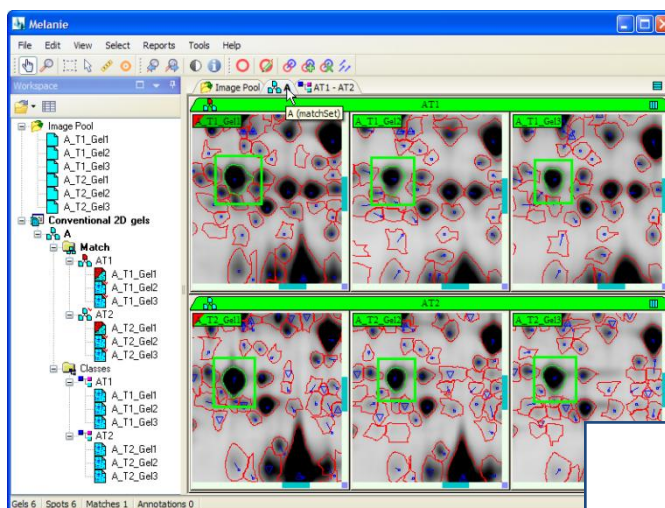 Melanie
File Edit View Select Reports Tools Help
Workspace
Image Pool A AT1 - AT2
A (matchSet)
Image Pool
A_T1_Gel1
A_T1_Gel2
A_T1_Gel3
A_T2_Gel1
A_T2_Gel2
A_T2_Gel3
Conventional 2D gels
A
Match
AT1
A_T1_Gel1
A_T1_Gel2
A_T1_Gel3
AT2
A_T2_Gel1
A_T2_Gel2
A_T2_Gel3
Classes
AT1
A_T1_Gel1
A_T1_Gel2
A_T1_Gel3
AT2
A_T2_Gel1
A_T2_Gel2
A_T2_Gel3
AT1
A_T1_Gel1 A_T1_Gel2 A_T1_Gel3
AT2
A_T2_Gel1 A_T2_Gel2 A_T2_Gel3
Gels 6 Spots 6 Matches 1 Annotations 0